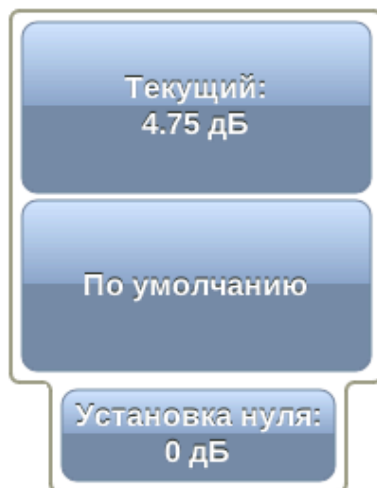 Текущий:
4.75 дБ
По умолчанию
Установка нуля:
0 дБ